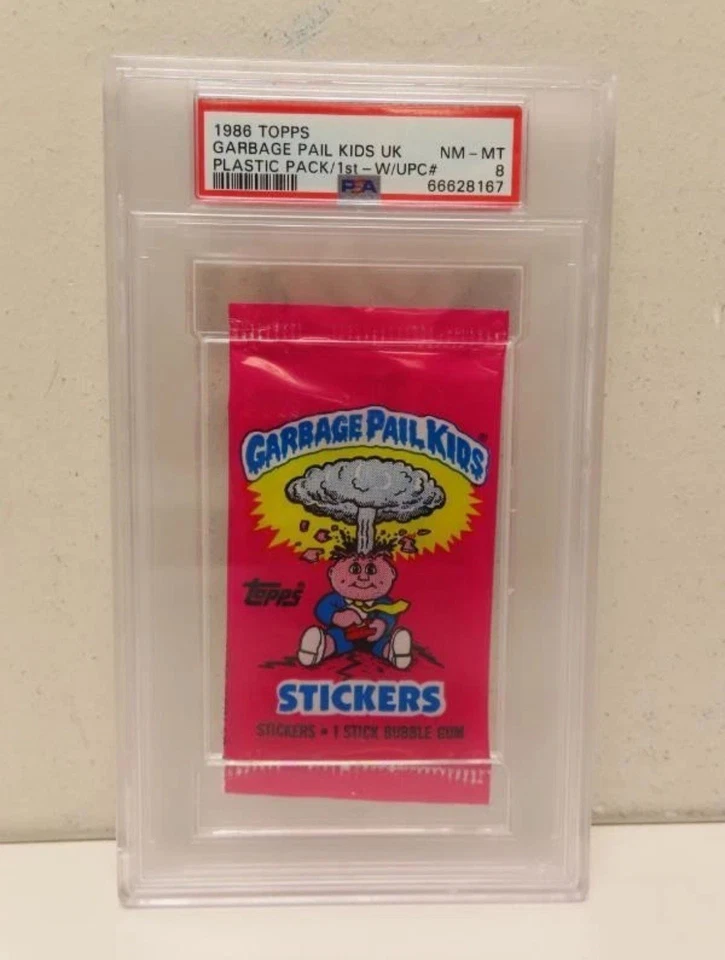 1986 TOPPS
GARBAGE PAIL KIDS UK NM-MT
PLASTIC PACK/1st-W/UPC# 8
PSA 66628167
GARBAGE PAIL KIDS®
TOPPS®
STICKERS
STICKERS • 1 STICK BUBBLE GUM